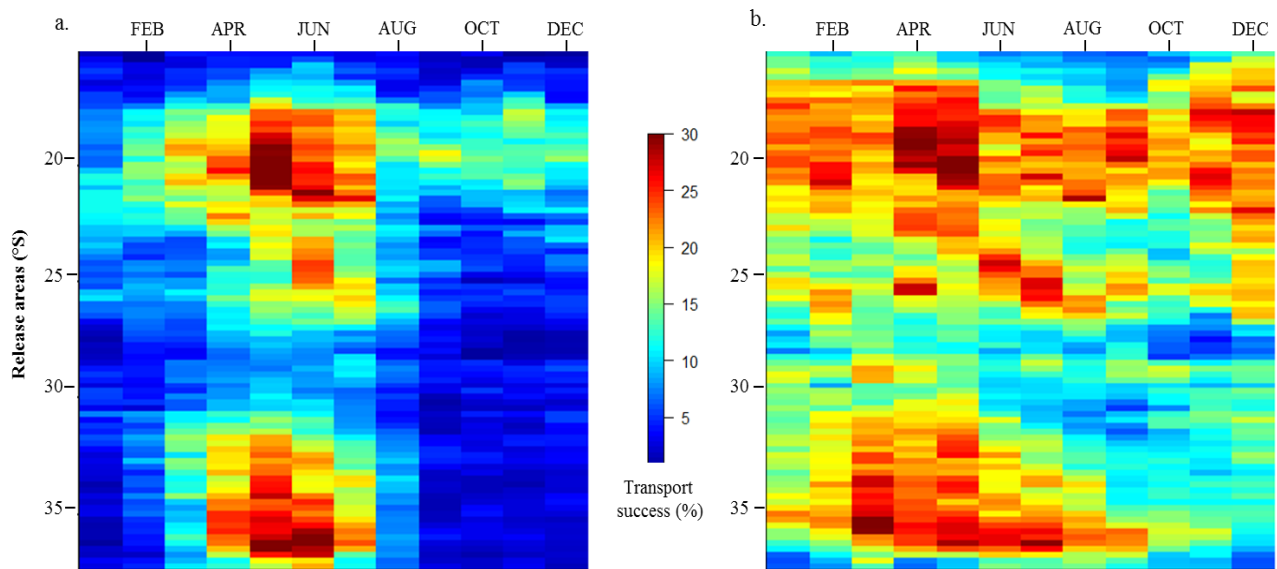 a.
FEB APR JUN AUG OCT DEC
b.
FEB APR JUN AUG OCT DEC
Release areas (°S)
20
25
30
35
30
25
20
15
10
5
Transport
success (%)
20
25
30
35